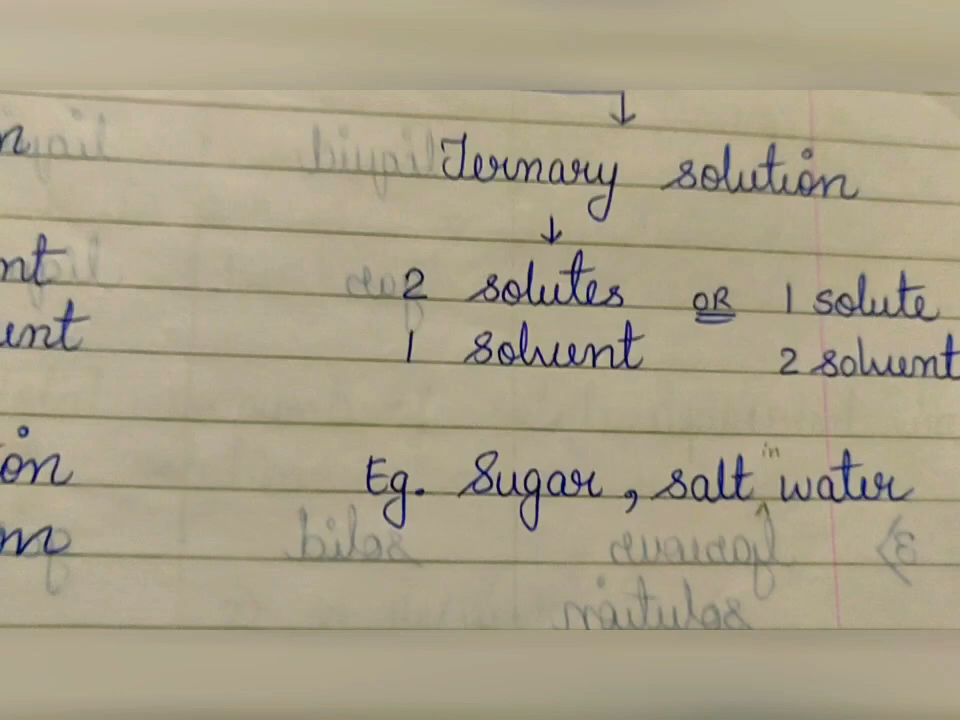 Ternary solution
2 solutes OR 1 solute
1 solvent 2 solvent
Eg. Sugar, salt in water